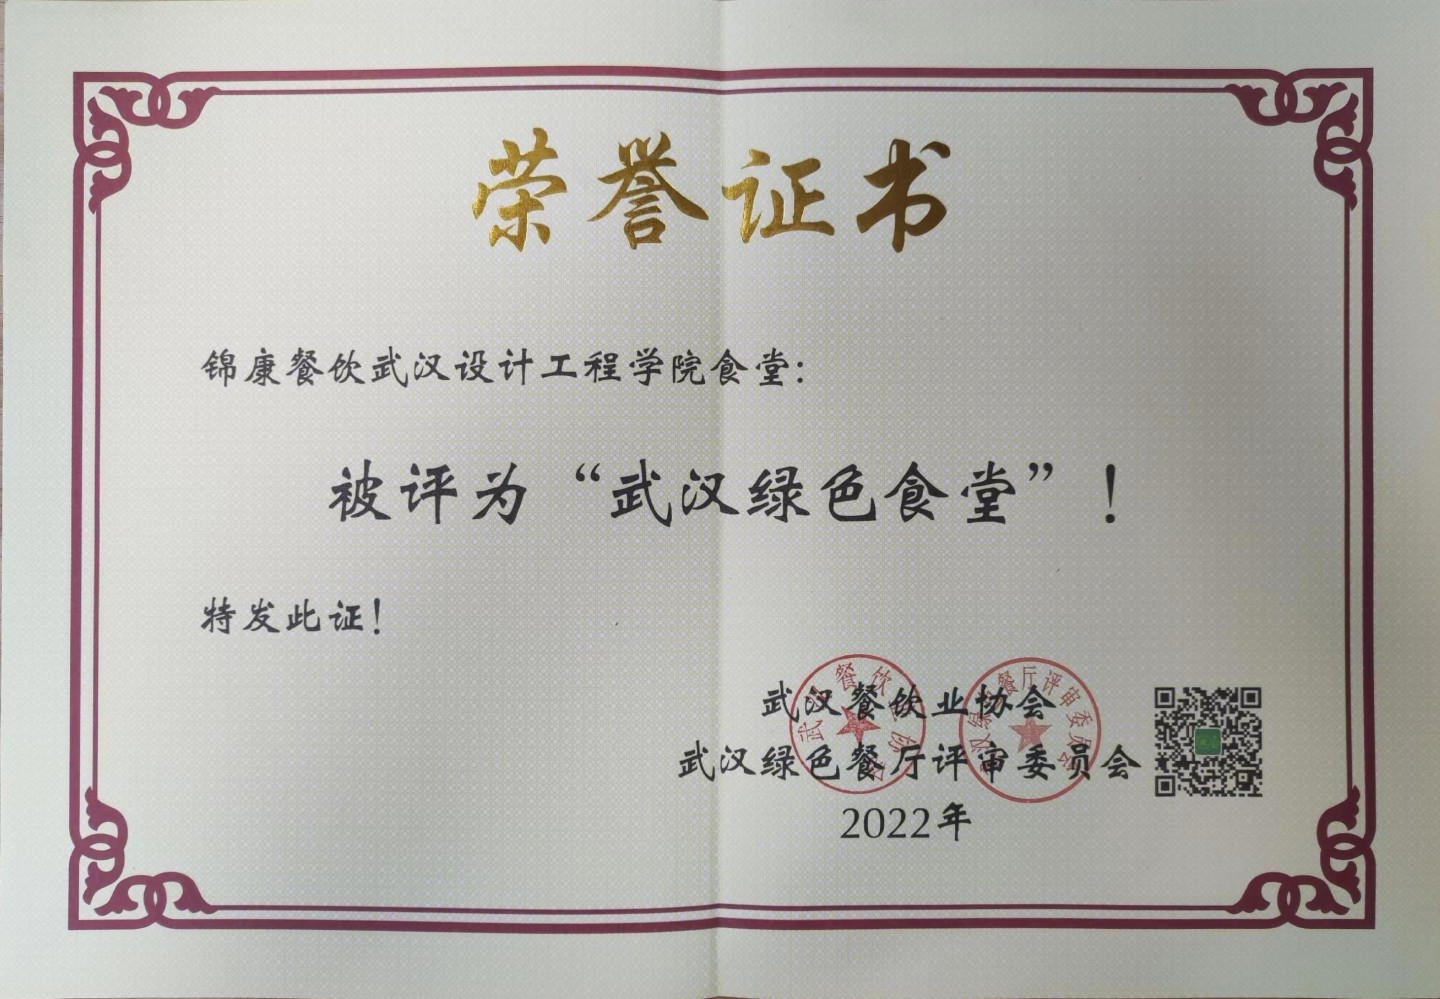 荣誉证书
锦康餐饮武汉设计工程学院食堂：
被评为“武汉绿色食堂”！
特发此证！
武汉餐饮业协会
武汉绿色餐厅评审委员会
2022年